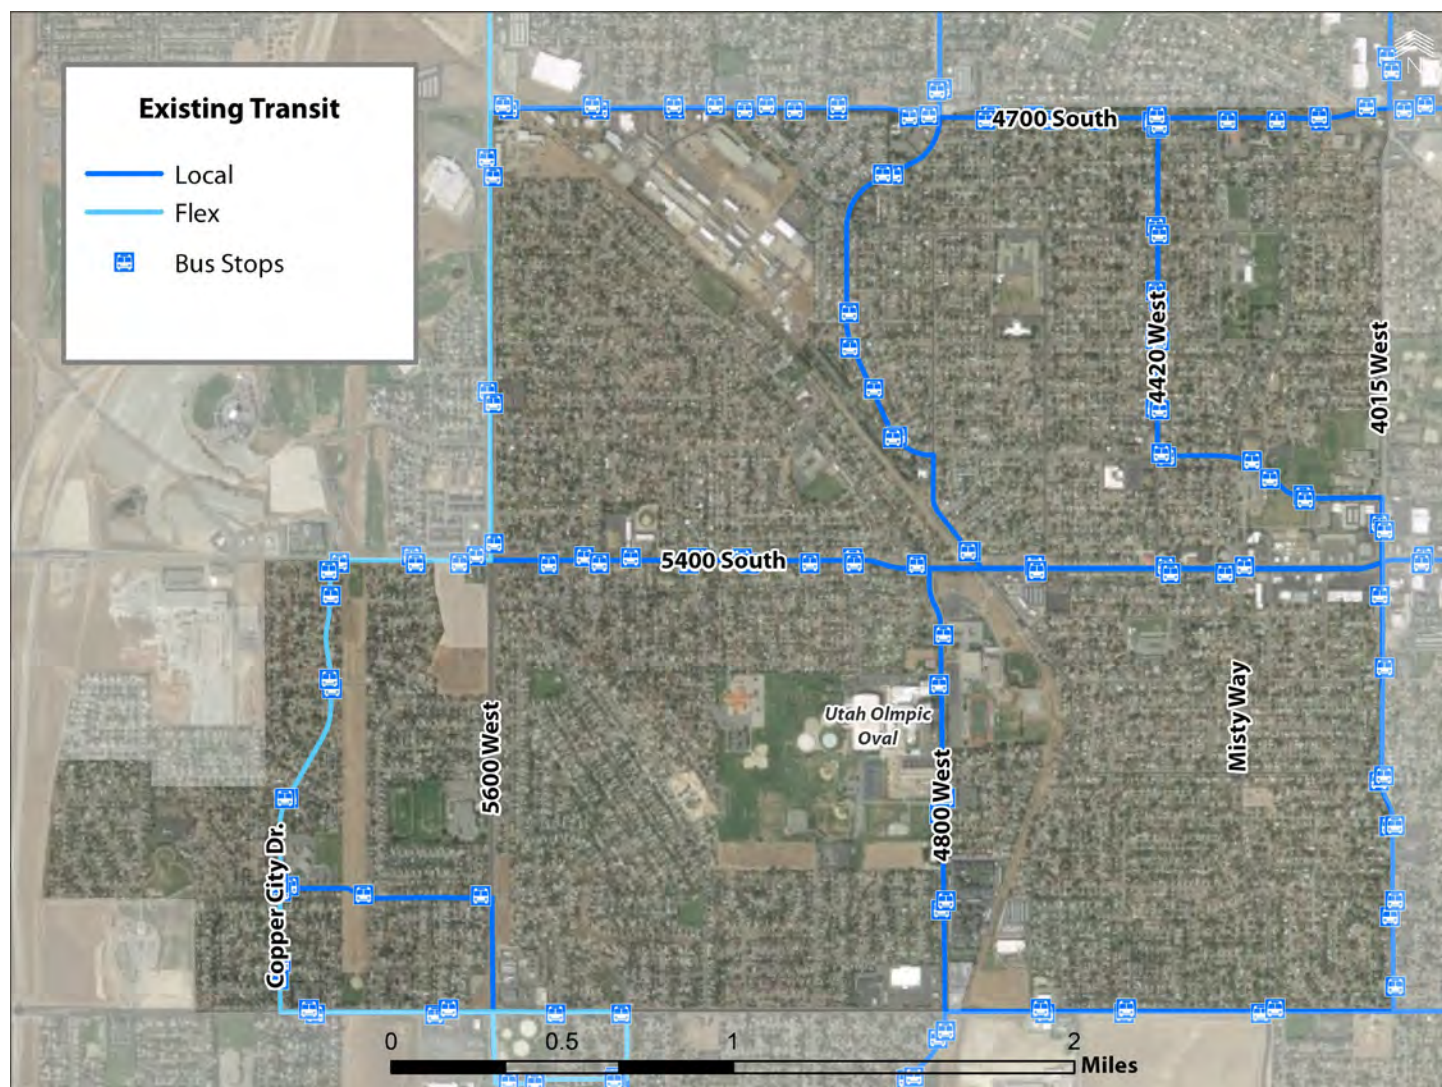 Existing Transit
Local
Flex
Bus Stops
N
4700 South
4420 West
4015 West
5400 South
Utah Olmpic
Oval
Misty Way
5600 West
4800 West
Copper City Dr.
0 0.5 1 2
Miles